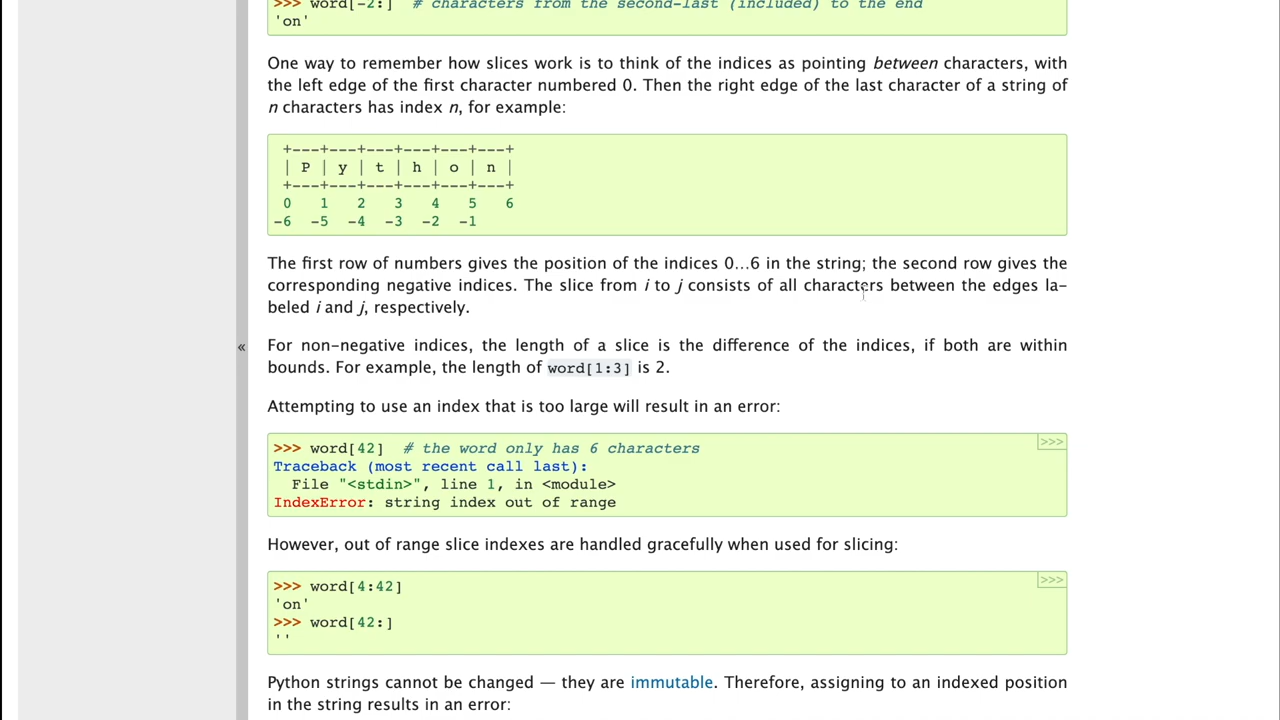 >>> word[-2:]  # characters from the second-last (included) to the end
'on'
One way to remember how slices work is to think of the indices as pointing between characters, with
the left edge of the first character numbered 0. Then the right edge of the last character of a string of
n characters has index n, for example:
+---+---+---+---+---+---+
| P | y | t | h | o | n |
+---+---+---+---+---+---+
0   1   2   3   4   5   6
-6  -5  -4  -3  -2  -1
The first row of numbers gives the position of the indices 0...6 in the string; the second row gives the
corresponding negative indices. The slice from i to j consists of all characters between the edges la-
beled i and j, respectively.
«
For non-negative indices, the length of a slice is the difference of the indices, if both are within
bounds. For example, the length of word[1:3] is 2.
Attempting to use an index that is too large will result in an error:
>>>
>>> word[42]  # the word only has 6 characters
Traceback (most recent call last):
  File "<stdin>", line 1, in <module>
IndexError: string index out of range
However, out of range slice indexes are handled gracefully when used for slicing:
>>>
>>> word[4:42]
'on'
>>> word[42:]
''
Python strings cannot be changed — they are immutable. Therefore, assigning to an indexed position
in the string results in an error: